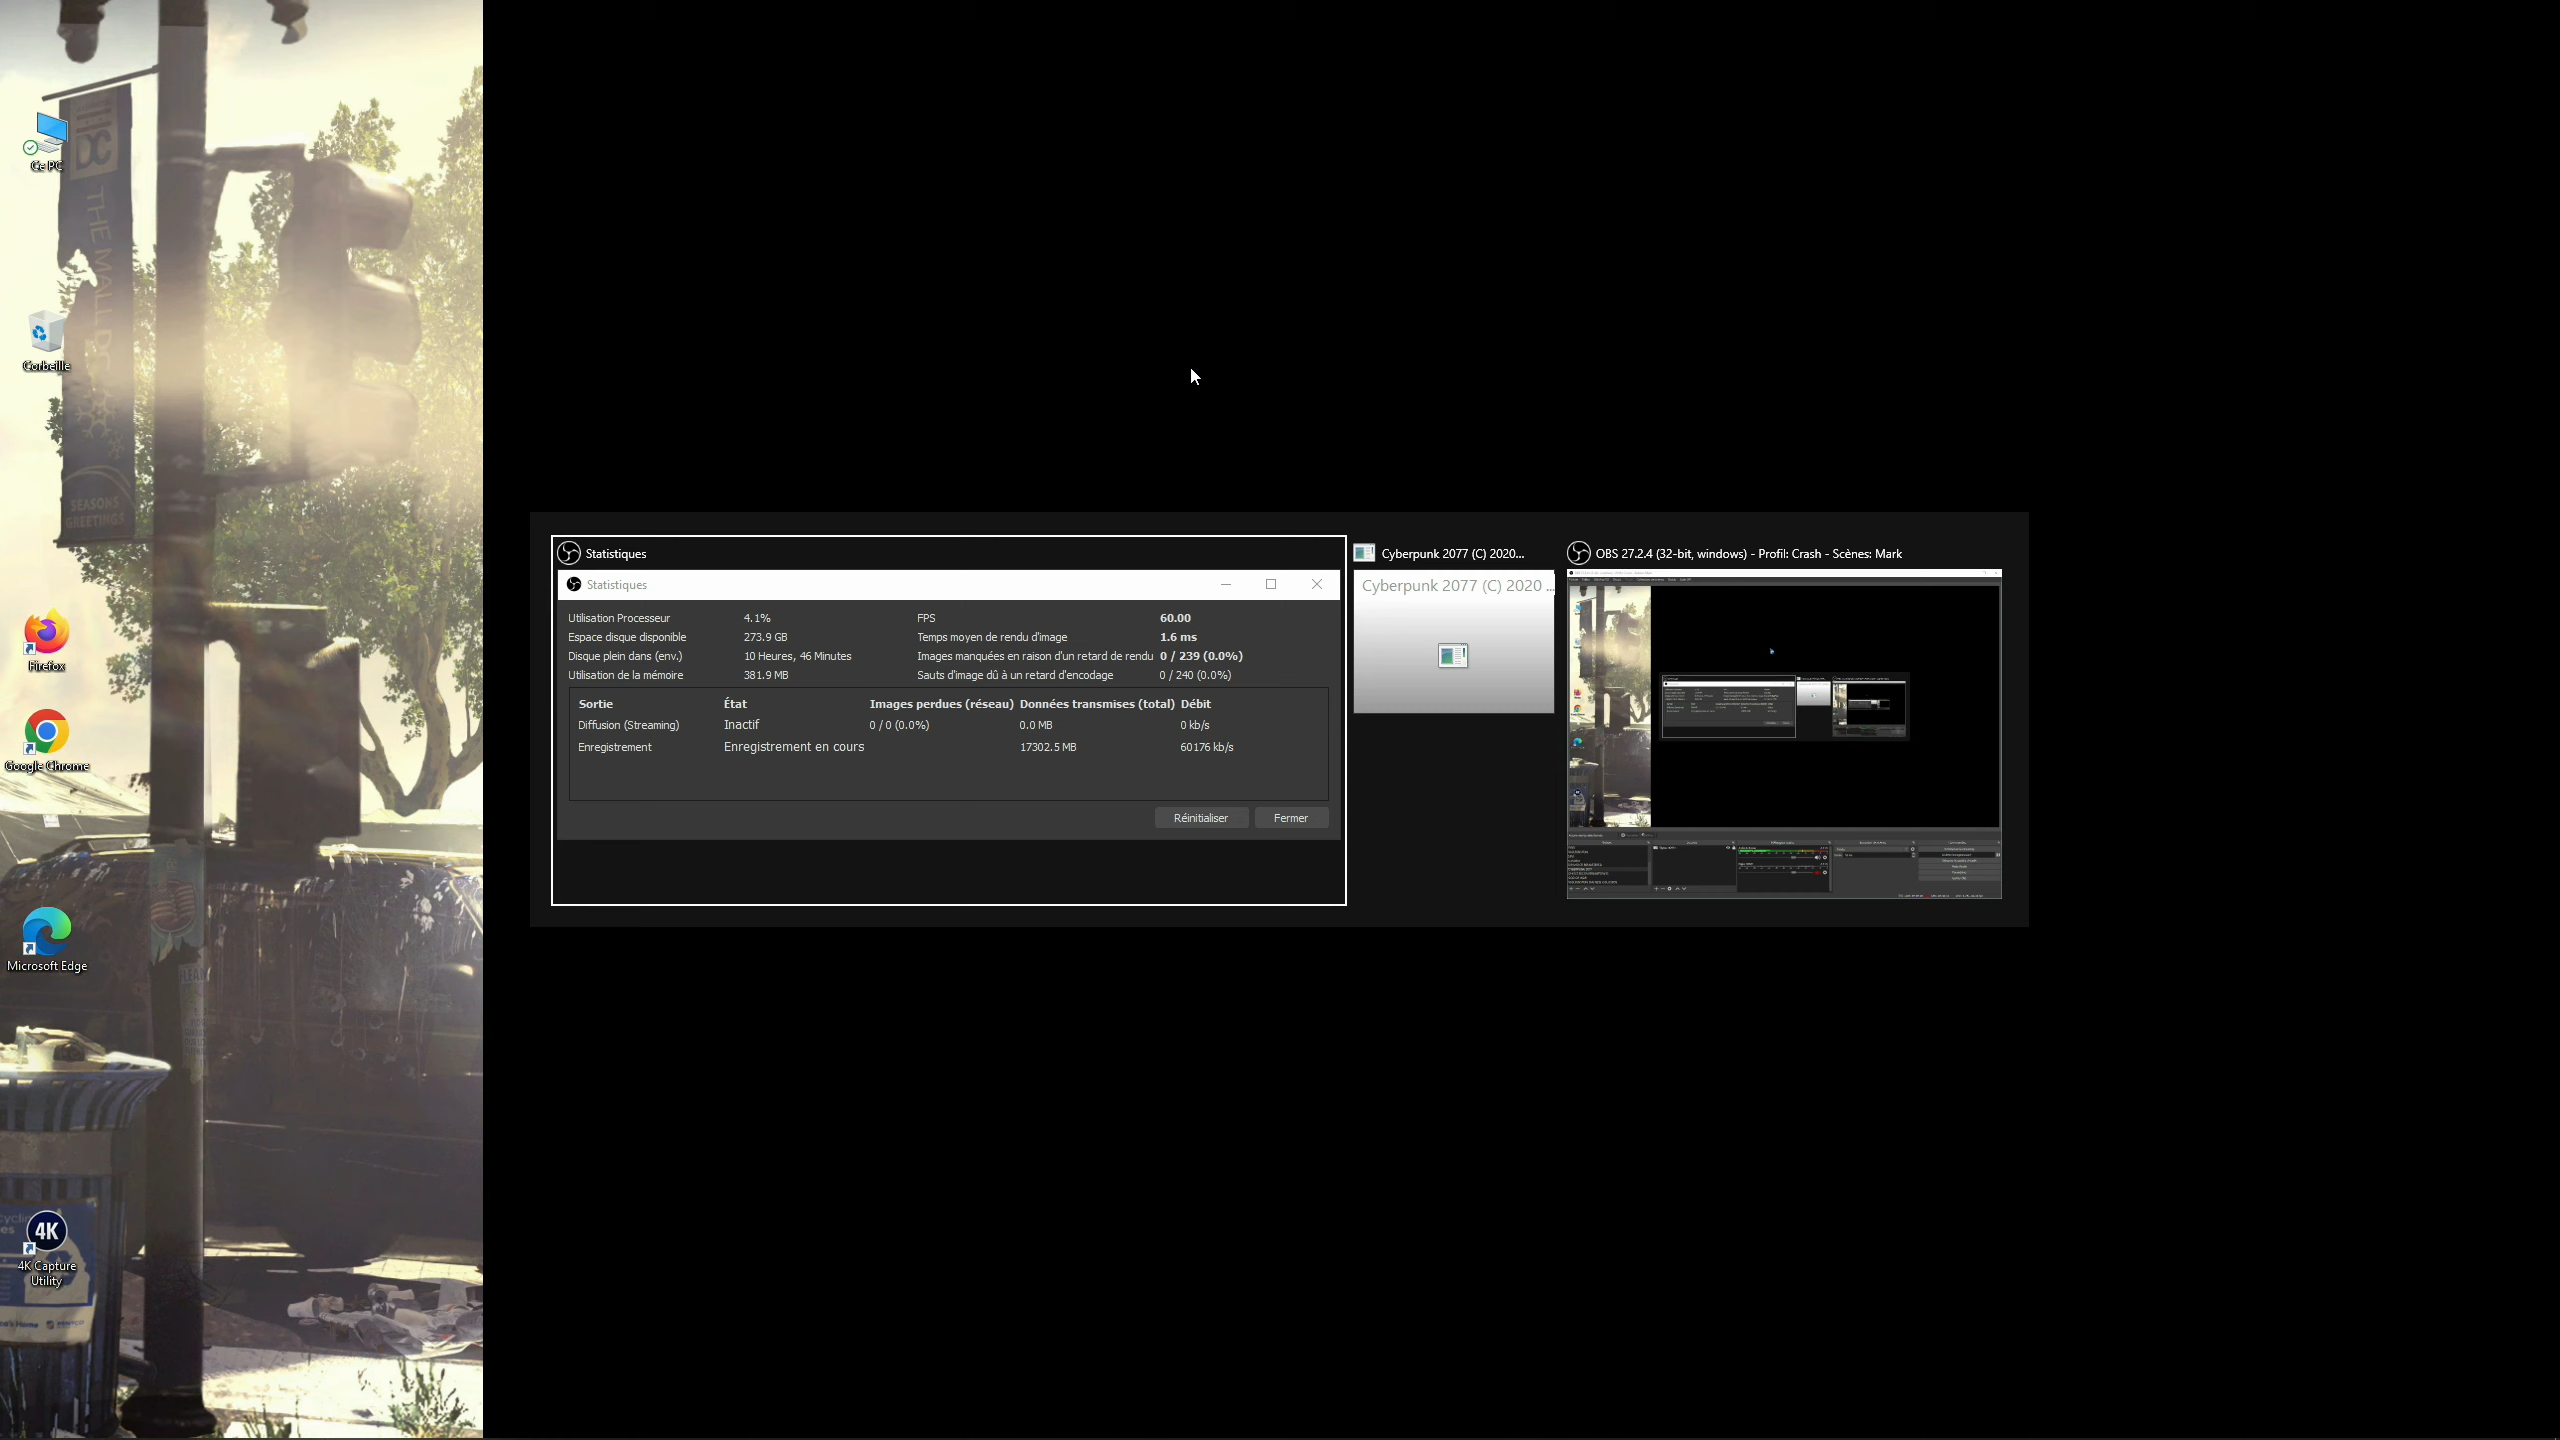 THE MALL DC
SEASONS
GREETINGS
Ce PC
Corbeille
Firefox
Google Chrome
Microsoft Edge
4K
4K Capture
Utility
Statistiques
Statistiques
Utilisation Processeur 4.1% FPS 60.00
Espace disque disponible 273.9 GB Temps moyen de rendu d'image 1.6 ms
Disque plein dans (env.) 10 Heures, 46 Minutes Images manquées en raison d'un retard de rendu 0 / 239 (0.0%)
Utilisation de la mémoire 381.9 MB Sauts d'image dû à un retard d'encodage 0 / 240 (0.0%)
Sortie État Images perdues (réseau) Données transmises (total) Débit
Diffusion (Streaming) Inactif 0 / 0 (0.0%) 0.0 MB 0 kb/s
Enregistrement Enregistrement en cours 17302.5 MB 60176 kb/s
Réinitialiser Fermer
Cyberpunk 2077 (C) 2020...
Cyberpunk 2077 (C) 2020 ...
OBS 27.2.4 (32-bit, windows) - Profil: Crash - Scènes: Mark